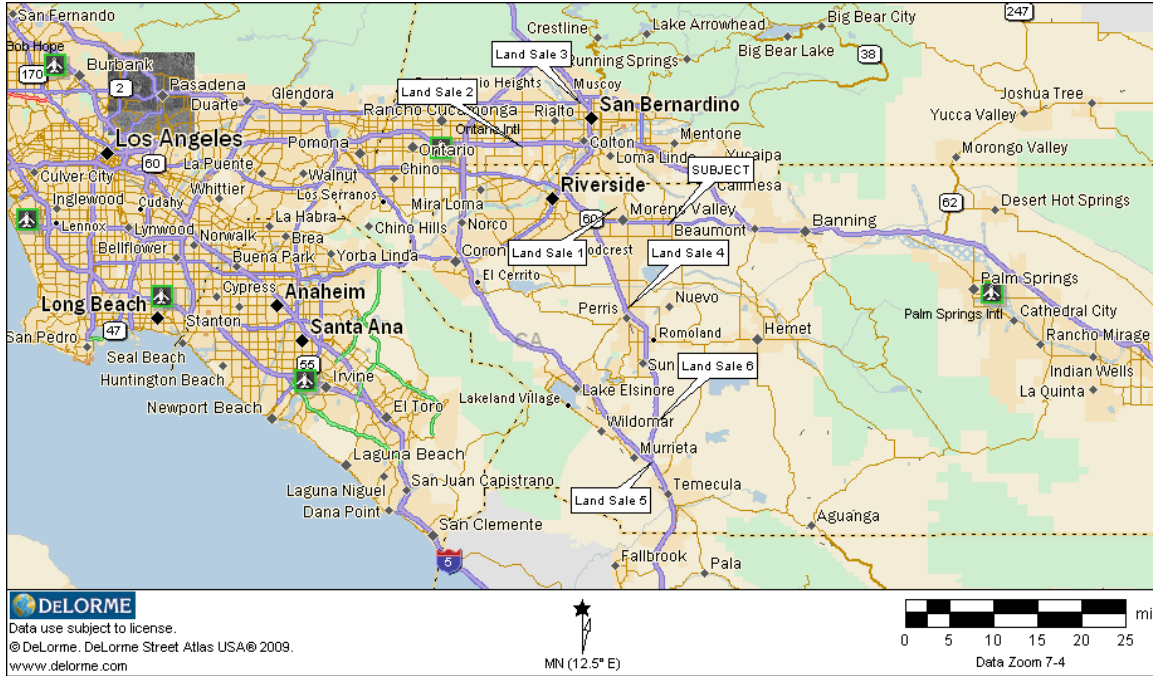 San Fernando
Bob Hope
170
Burbank
2
Pasadena
Duarte
Glendora
Land Sale 3
Crestline
Lake Arrowhead
Big Bear City
Big Bear Lake
38
247
Running Springs
Heights
Muscoy
Land Sale 2
Rancho Cucamonga
Ontario Intl
Rialto
San Bernardino
Joshua Tree
Yucca Valley
Los Angeles
60
La Puente
Pomona
Ontario
Colton
Mentone
Loma Linda
Yucaipa
Morongo Valley
Culver City
Whittier
Walnut
Chino
SUBJECT
Calimesa
Inglewood
Cudahy
Los Serranos
Mira Loma
Riverside
60
Moreno Valley
62
Desert Hot Springs
Lennox
Lynwood
Norwalk
La Habra
Brea
Chino Hills
Norco
Beaumont
Banning
Bellflower
Buena Park
Yorba Linda
Corona
Land Sale 1
Woodcrest
Land Sale 4
El Cerrito
Cypress
Anaheim
Long Beach
Stanton
Nuevo
Palm Springs
Palm Springs Intl
Cathedral City
San Pedro
47
Santa Ana
Perris
Romoland
Hemet
Rancho Mirage
CA
Seal Beach
55
Sun
Land Sale 6
Indian Wells
Huntington Beach
Irvine
Lake Elsinore
La Quinta
Newport Beach
El Toro
Lakeland Village
Wildomar
Laguna Beach
Murrieta
Laguna Niguel
San Juan Capistrano
Land Sale 5
Temecula
Dana Point
San Clemente
Aguanga
5
Fallbrook
Pala
DELORME
Data use subject to license.
© DeLorme. DeLorme Street Atlas USA® 2009.
www.delorme.com
MN (12.5° E)
mi
0 5 10 15 20 25
Data Zoom 7-4